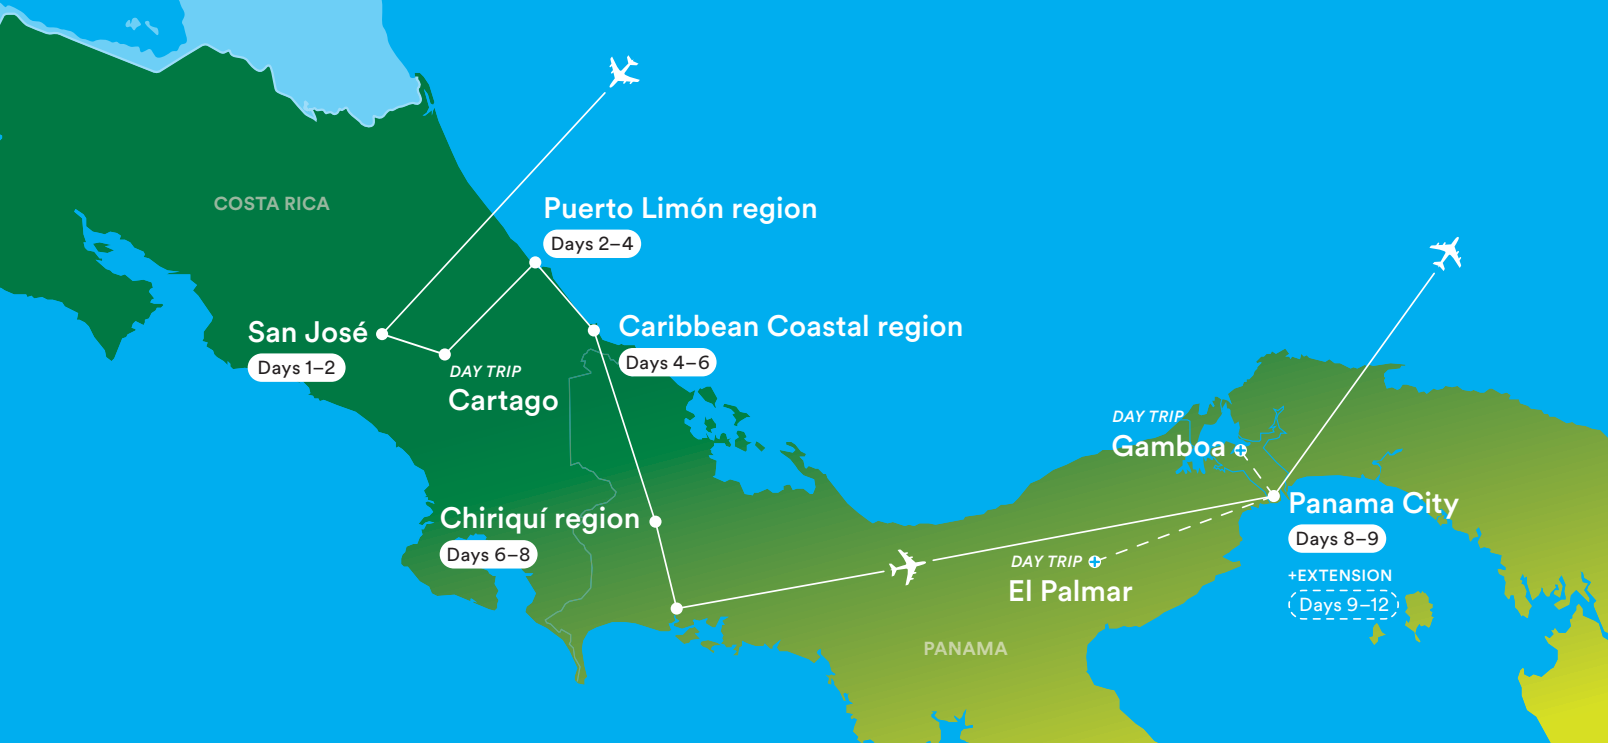 COSTA RICA
Puerto Limón region
Days 2–4
San José
Days 1–2
DAY TRIP
Cartago
Caribbean Coastal region
Days 4–6
Chiriquí region
Days 6–8
DAY TRIP
Gamboa
Panama City
Days 8–9
+EXTENSION
Days 9–12
DAY TRIP
El Palmar
PANAMA